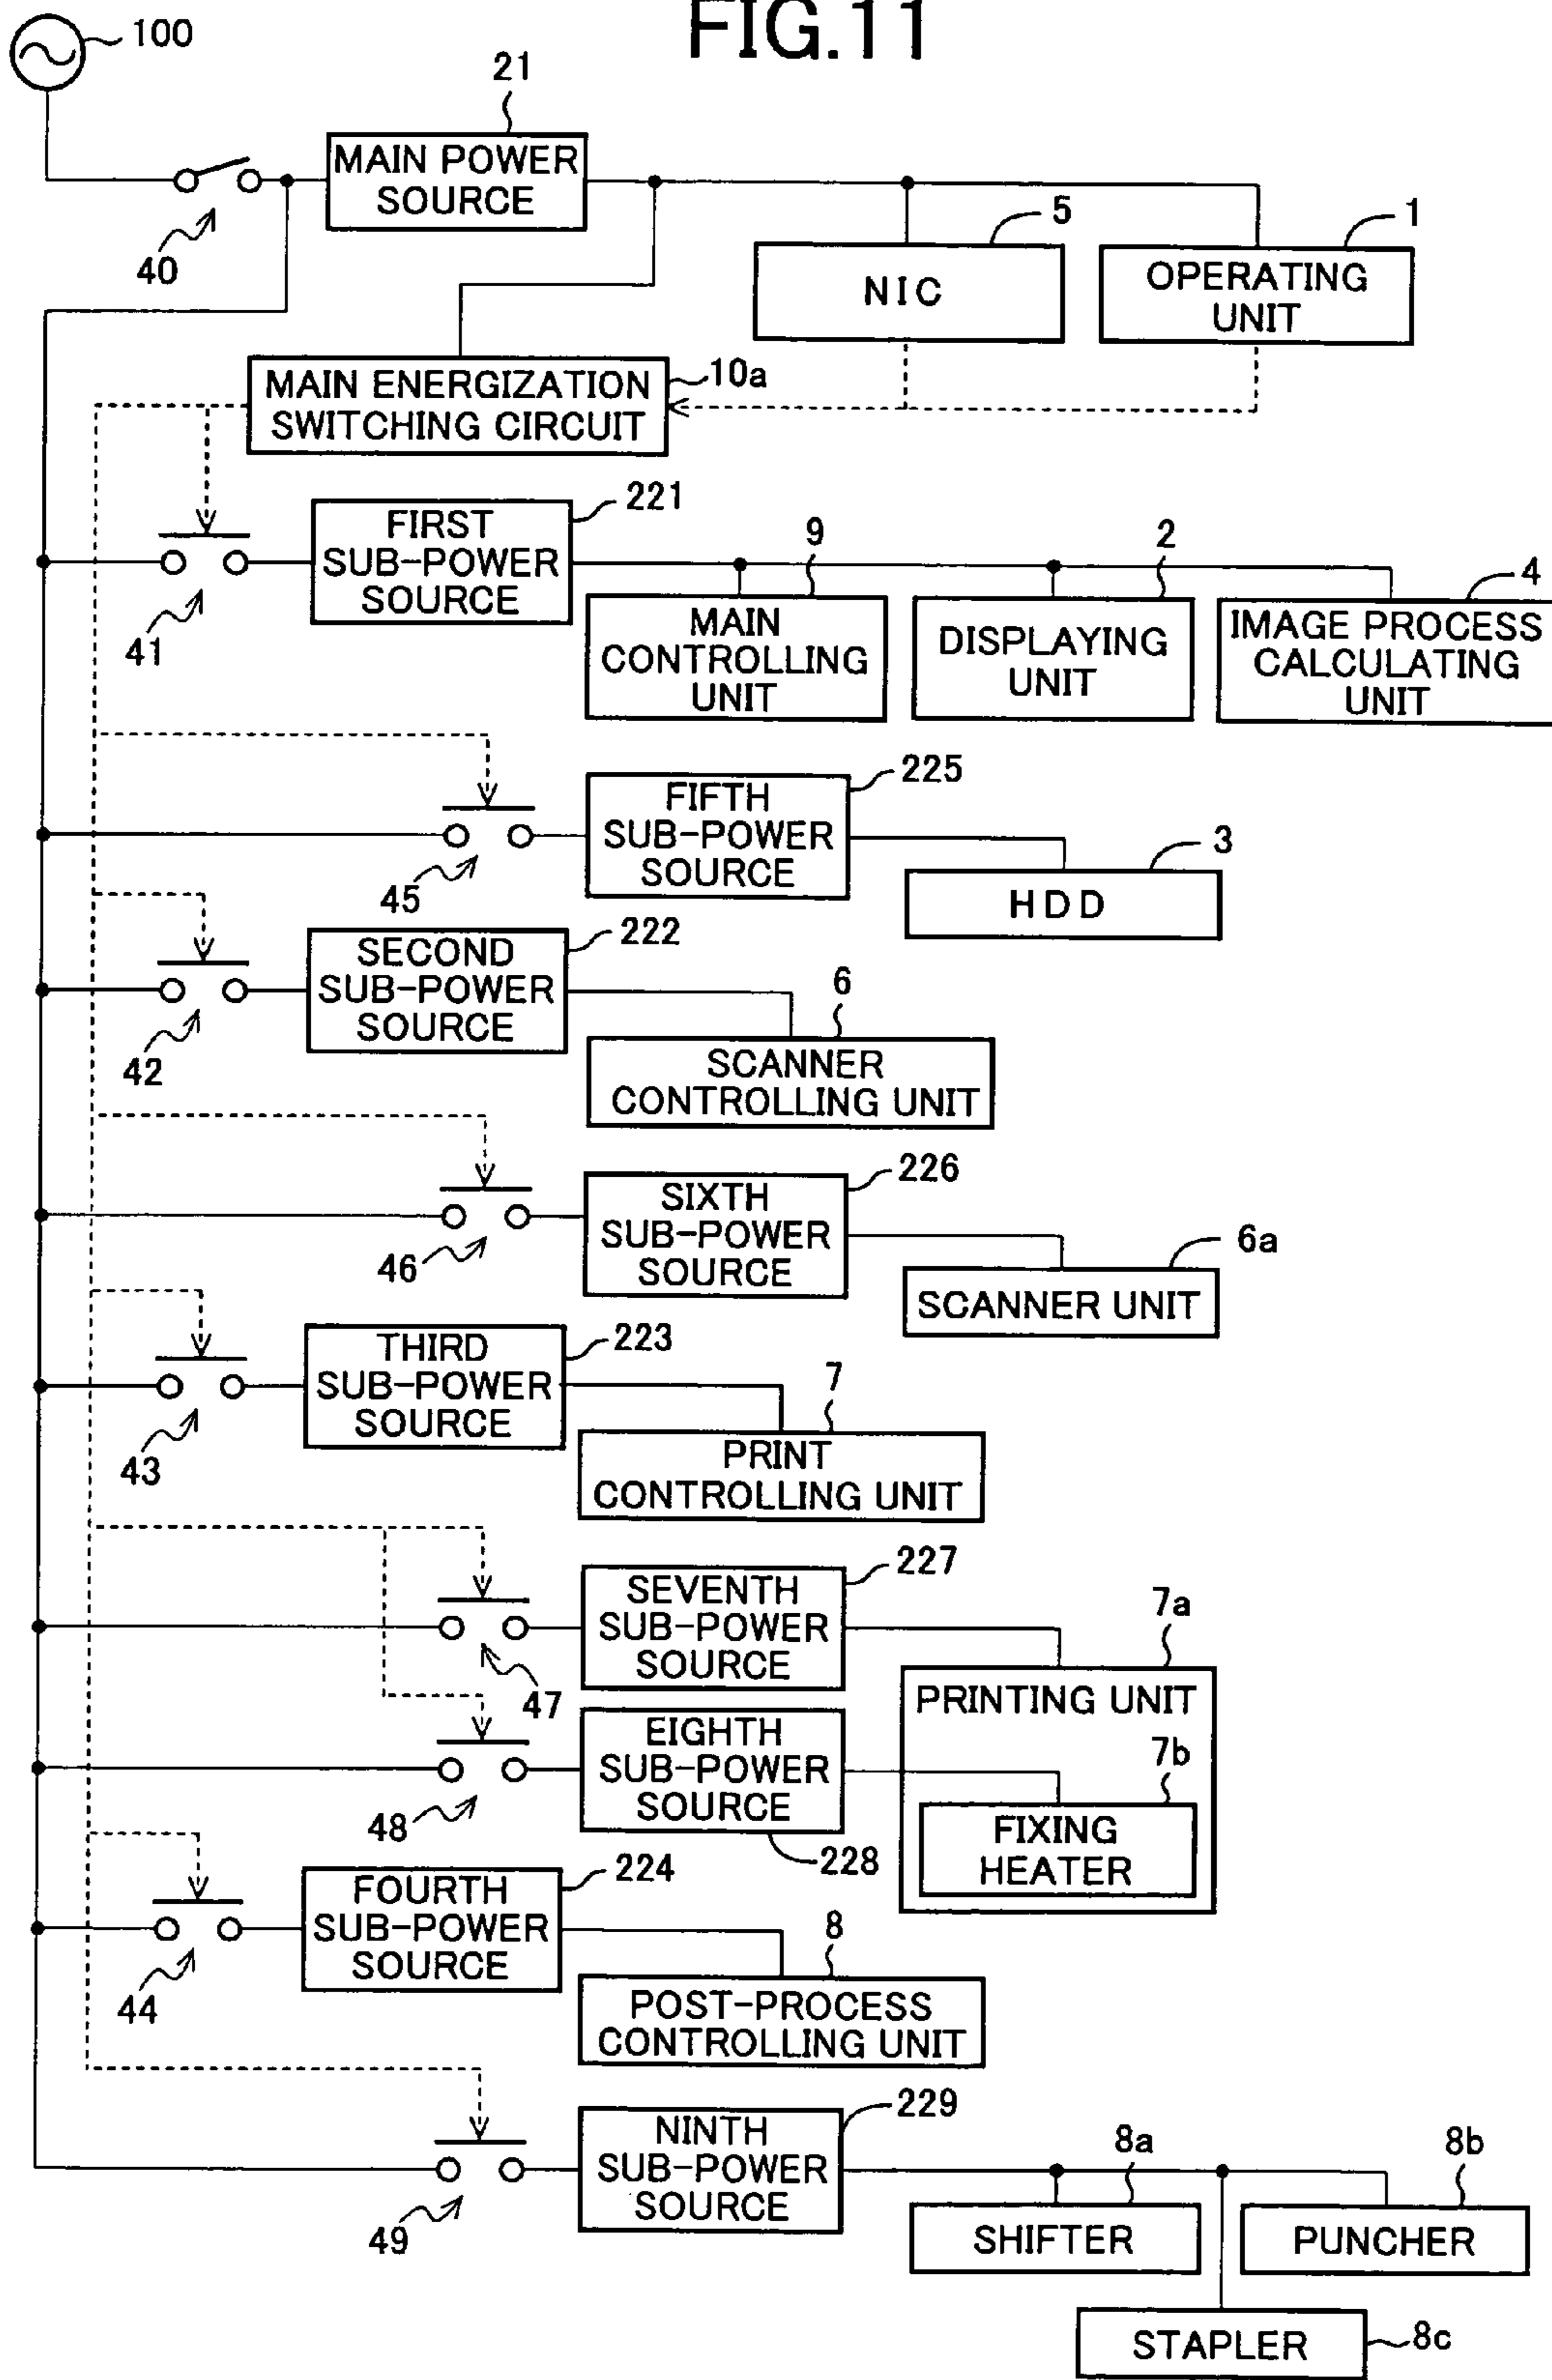 FIG.11
100
21
MAIN POWER
SOURCE
40
5
1
NIC
OPERATING
UNIT
MAIN ENERGIZATION
SWITCHING CIRCUIT
10a
221
FIRST
SUB-POWER
SOURCE
41
9
2
4
MAIN
CONTROLLING
UNIT
DISPLAYING
UNIT
IMAGE PROCESS
CALCULATING
UNIT
225
FIFTH
SUB-POWER
SOURCE
45
3
HDD
222
SECOND
SUB-POWER
SOURCE
42
6
SCANNER
CONTROLLING UNIT
226
SIXTH
SUB-POWER
SOURCE
46
6a
SCANNER UNIT
223
THIRD
SUB-POWER
SOURCE
43
7
PRINT
CONTROLLING UNIT
227
SEVENTH
SUB-POWER
SOURCE
47
7a
PRINTING UNIT
EIGHTH
SUB-POWER
SOURCE
48
228
7b
FIXING
HEATER
224
FOURTH
SUB-POWER
SOURCE
44
8
POST-PROCESS
CONTROLLING UNIT
229
NINTH
SUB-POWER
SOURCE
49
8a
8b
SHIFTER
PUNCHER
STAPLER
8c